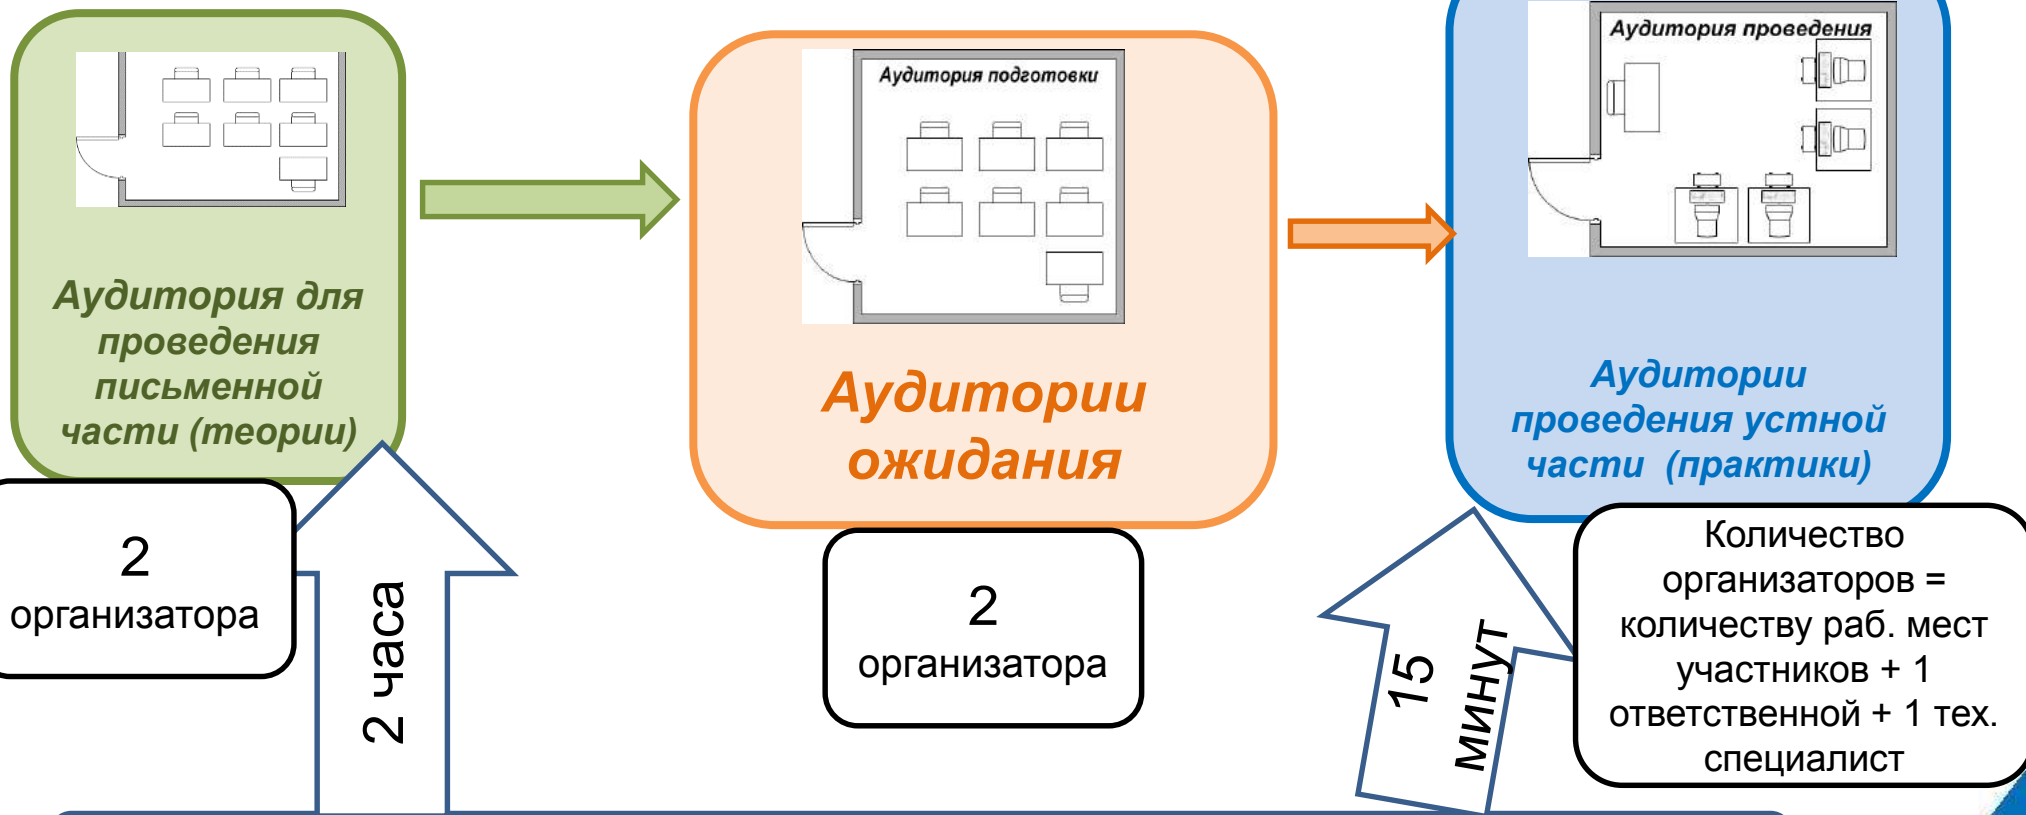 Аудитория для
проведения
письменной
части (теории)
2
организатора
2 часа
Аудитория подготовки
Аудитории
ожидания
2
организатора
Аудитория проведения
Аудитории
проведения устной
части (практики)
15
минут
Количество
организаторов =
количеству раб. мест
участников + 1
ответственной + 1 тех.
специалист